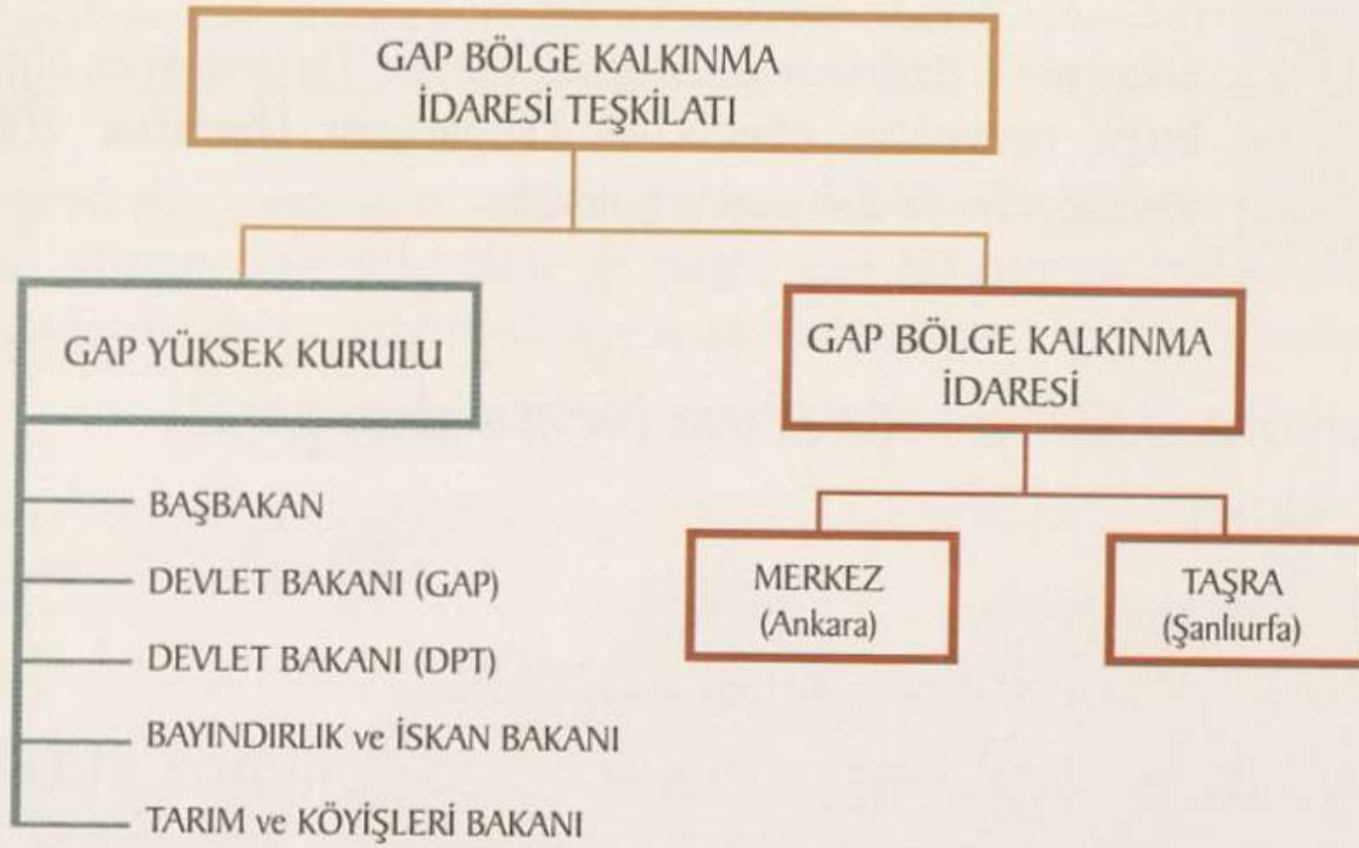 GAP BÖLGE KALKINMA
İDARESİ TEŞKİLATI
GAP YÜKSEK KURULU
BAŞBAKAN
DEVLET BAKANI (GAP)
DEVLET BAKANI (DPT)
BAYINDIRLIK ve İSKAN BAKANI
TARIM ve KÖYİŞLERİ BAKANI
GAP BÖLGE KALKINMA
İDARESİ
MERKEZ
(Ankara)
TAŞRA
(Şanlıurfa)